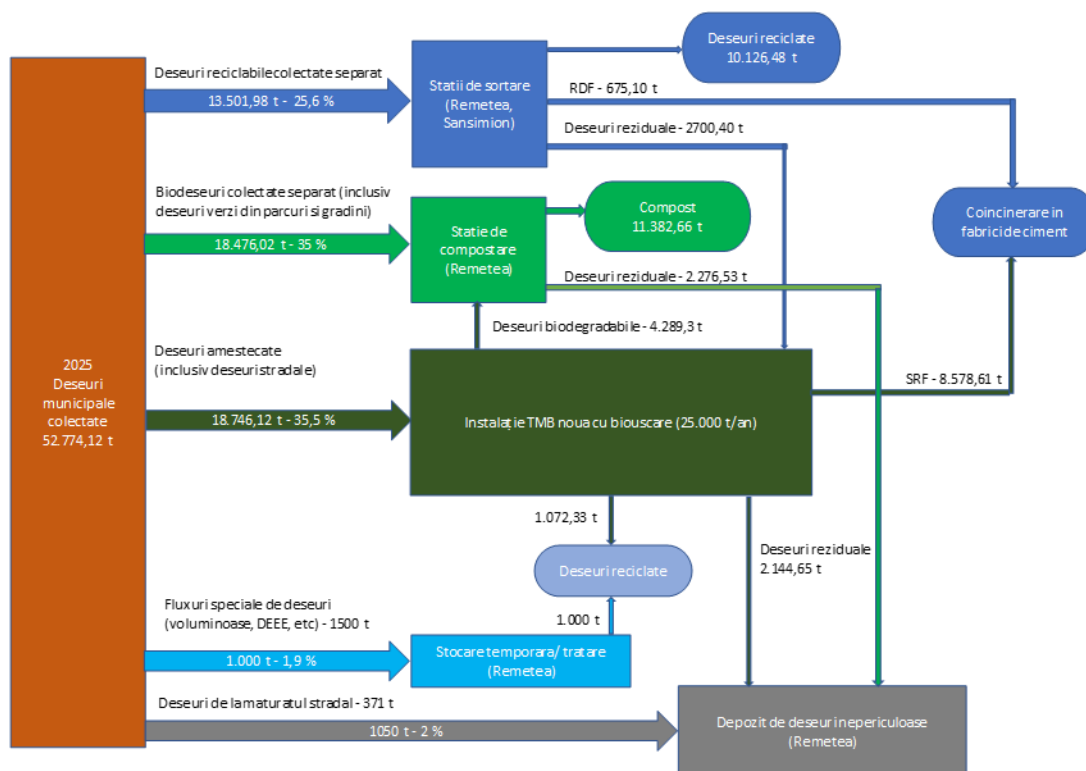 Deseuri reciclate
10.126,48 t
Deseuri reciclabile colectate separat
13.501,98 t - 25,6 %
Statii de sortare
(Remetea,
Sansimion)
RDF - 675,10 t
Deseuri reziduale - 2700,40 t
Biodeseuri colectate separat (inclusiv
deseuri verzi din parcuri si gradini)
18.476,02 t - 35 %
Statie de
compostare
(Remetea)
Compost
11.382,66 t
Coincinerare in
fabrici de ciment
Deseuri reziduale - 2.276,53 t
Deseuri biodegradabile - 4.289,3 t
2025
Deseuri
municipale
colectate
52.774,12 t
Deseuri amestecate
(inclusiv deseuri stradale)
18.746,12 t - 35,5 %
Instalație TMB noua cu biouscare (25.000 t/an)
SRF - 8.578,61 t
1.072,33 t
Deseuri reziduale
2.144,65 t
Deseuri reciclate
Fluxuri speciale de deseuri
(voluminoase, DEEE, etc) - 1500 t
1.000 t - 1,9 %
1.000 t
Stocare temporara/ tratare
(Remetea)
Deseuri de la maturatul stradal - 371 t
1050 t - 2 %
Depozit de deseuri nepericuloase
(Remetea)